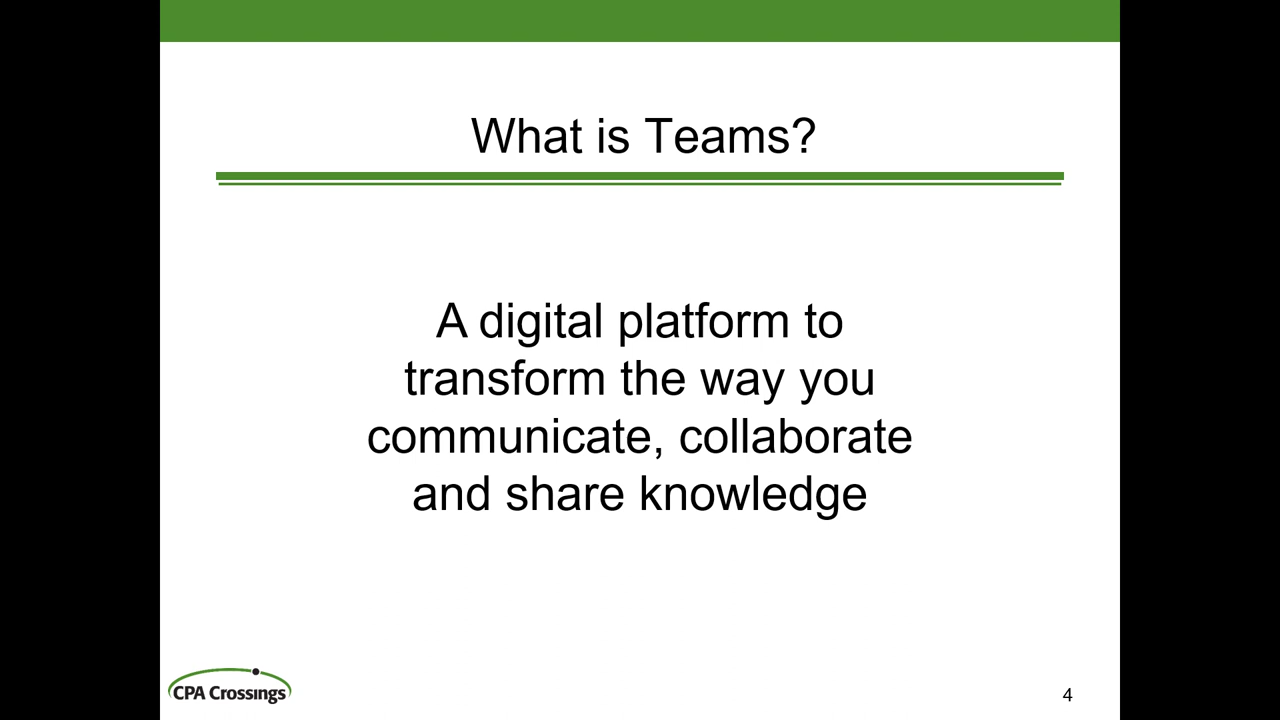 What is Teams?
A digital platform to
transform the way you
communicate, collaborate
and share knowledge
CPA Crossings
4